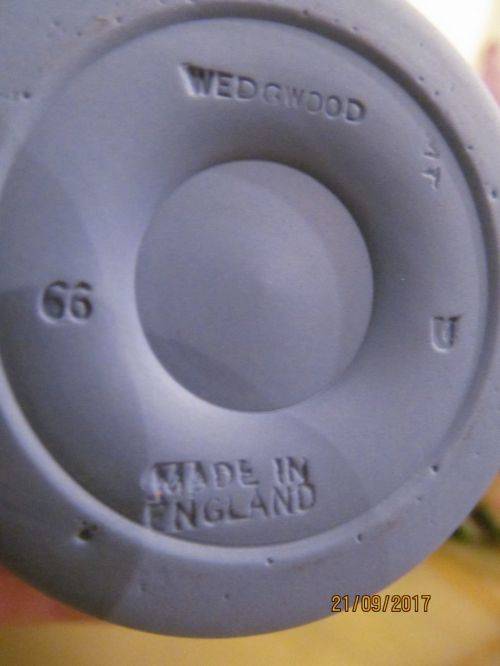 WEDGWOOD
66
U
MADE IN
ENGLAND
21/09/2017